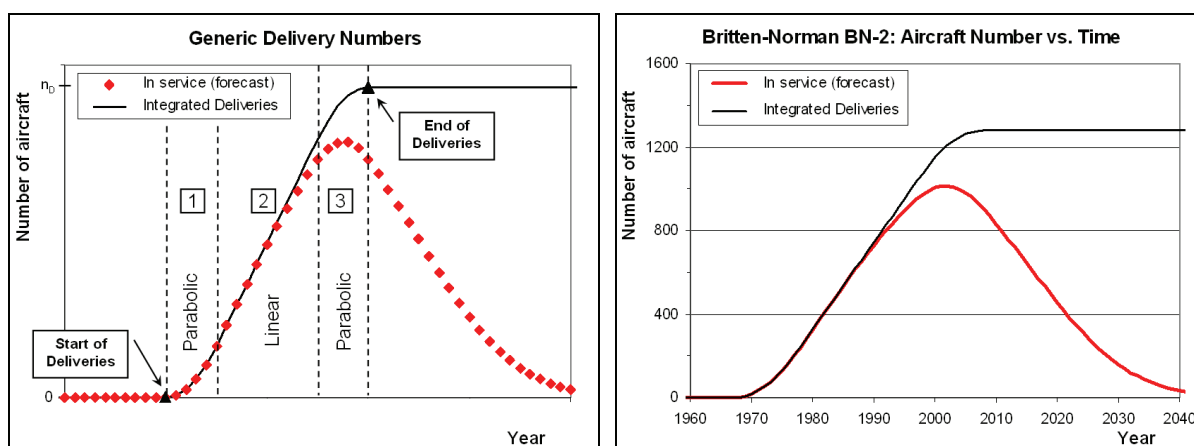 Generic Delivery Numbers
Number of aircraft
n_D
0
In service (forecast)
Integrated Deliveries
Start of
Deliveries
End of
Deliveries
1
2
3
Parabolic
Linear
Parabolic
Year
Britten-Norman BN-2: Aircraft Number vs. Time
Number of aircraft
1600
1200
800
400
0
In service (forecast)
Integrated Deliveries
1960 1970 1980 1990 2000 2010 2020 2030 2040
Year